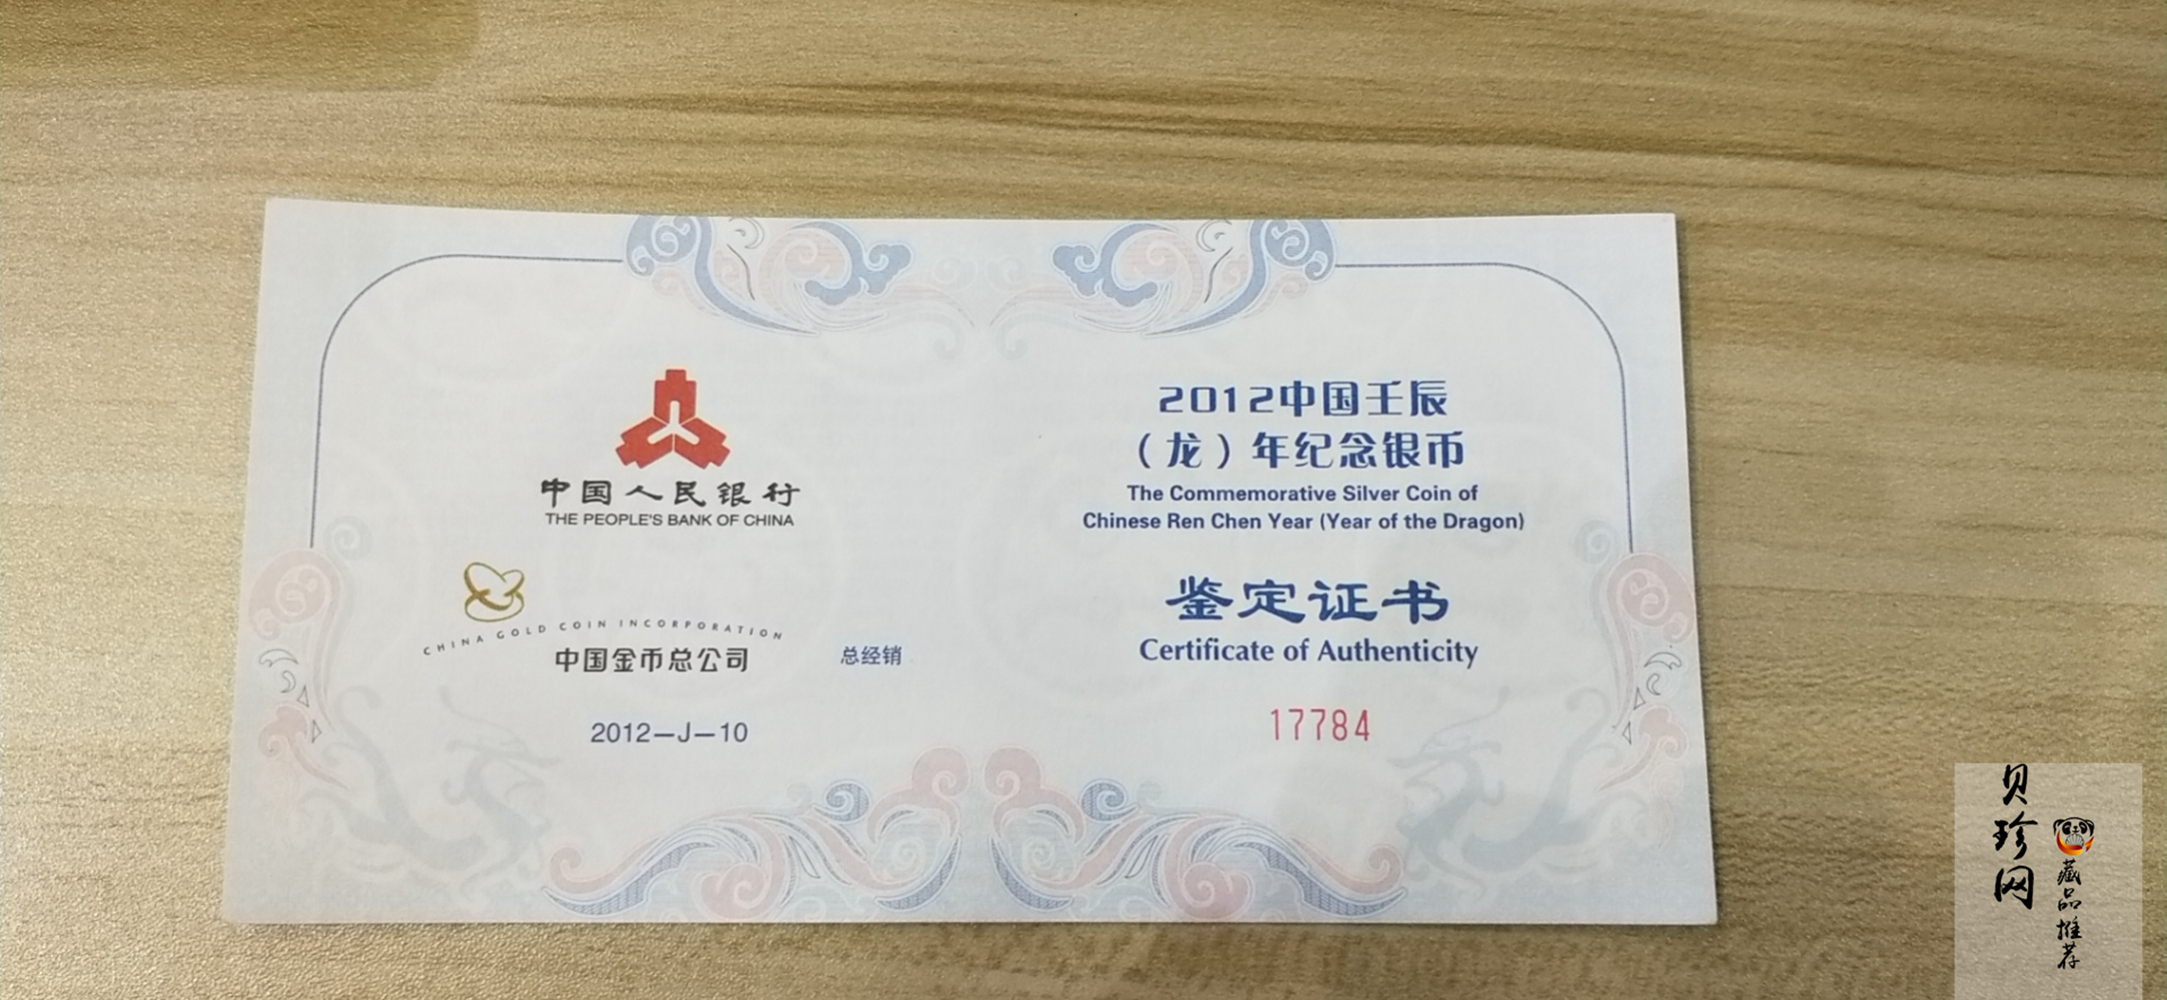 中国人民银行
THE PEOPLE'S BANK OF CHINA
CHINA GOLD COIN INCORPORATION
中国金币总公司
总经销
2012—J—10
2012中国壬辰
（龙）年纪念银币
The Commemorative Silver Coin of
Chinese Ren Chen Year (Year of the Dragon)
鉴定证书
Certificate of Authenticity
17784
贝珍网
藏品推荐